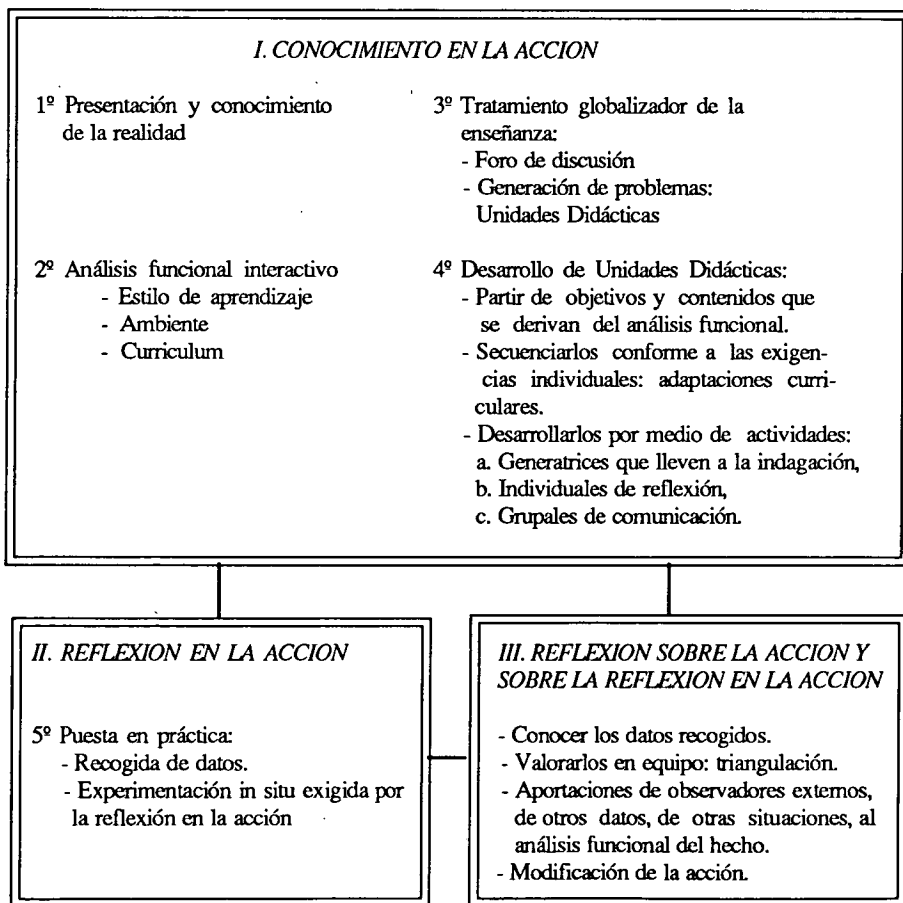 I. CONOCIMIENTO EN LA ACCION
1º Presentación y conocimiento
de la realidad
2º Análisis funcional interactivo
- Estilo de aprendizaje
- Ambiente
- Curriculum
3º Tratamiento globalizador de la
enseñanza:
- Foro de discusión
- Generación de problemas:
Unidades Didácticas
4º Desarrollo de Unidades Didácticas:
- Partir de objetivos y contenidos que
se derivan del análisis funcional.
- Secuenciarlos conforme a las exigen-
cias individuales: adaptaciones curri-
culares.
- Desarrollarlos por medio de actividades:
a. Generatrices que lleven a la indagación,
b. Individuales de reflexión,
c. Grupales de comunicación.
II. REFLEXION EN LA ACCION
5º Puesta en práctica:
- Recogida de datos.
- Experimentación in situ exigida por
la reflexión en la acción
III. REFLEXION SOBRE LA ACCION Y
SOBRE LA REFLEXION EN LA ACCION
- Conocer los datos recogidos.
- Valorarlos en equipo: triangulación.
- Aportaciones de observadores externos,
de otros datos, de otras situaciones, al
análisis funcional del hecho.
- Modificación de la acción.